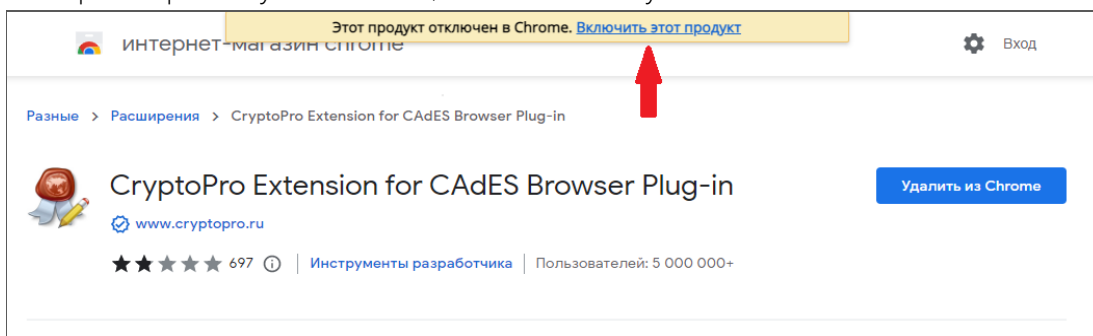 Этот продукт отключен в Chrome. Включить этот продукт
интернет-магазин chrome
Вход
Разные > Расширения > CryptoPro Extension for CAdES Browser Plug-in
CryptoPro Extension for CAdES Browser Plug-in
Удалить из Chrome
www.cryptopro.ru
697 | Инструменты разработчика | Пользователей: 5 000 000+